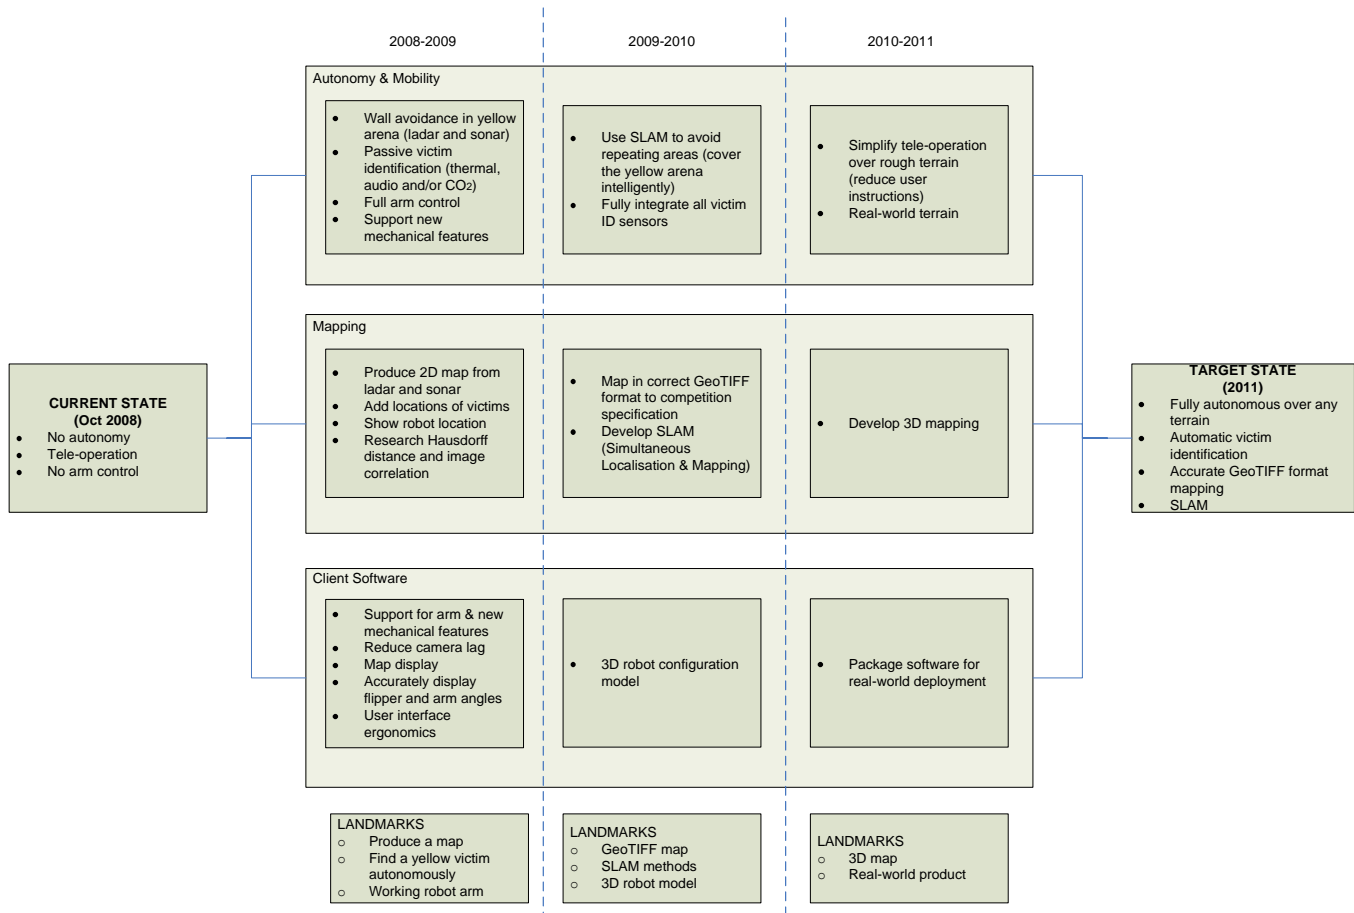 2008-2009
2009-2010
2010-2011
Autonomy & Mobility
• Wall avoidance in yellow
arena (ladar and sonar)
• Passive victim
identification (thermal,
audio and/or CO2)
• Full arm control
• Support new
mechanical features
• Use SLAM to avoid
repeating areas (cover
the yellow arena
intelligently)
• Fully integrate all victim
ID sensors
• Simplify tele-operation
over rough terrain
(reduce user
instructions)
• Real-world terrain
CURRENT STATE
(Oct 2008)
• No autonomy
• Tele-operation
• No arm control
Mapping
• Produce 2D map from
ladar and sonar
• Add locations of victims
• Show robot location
• Research Hausdorff
distance and image
correlation
• Map in correct GeoTIFF
format to competition
specification
• Develop SLAM
(Simultaneous
Localisation & Mapping)
• Develop 3D mapping
TARGET STATE
(2011)
• Fully autonomous over any
terrain
• Automatic victim
identification
• Accurate GeoTIFF format
mapping
• SLAM
Client Software
• Support for arm & new
mechanical features
• Reduce camera lag
• Map display
• Accurately display
flipper and arm angles
• User interface
ergonomics
• 3D robot configuration
model
• Package software for
real-world deployment
LANDMARKS
o Produce a map
o Find a yellow victim
autonomously
o Working robot arm
LANDMARKS
o GeoTIFF map
o SLAM methods
o 3D robot model
LANDMARKS
o 3D map
o Real-world product